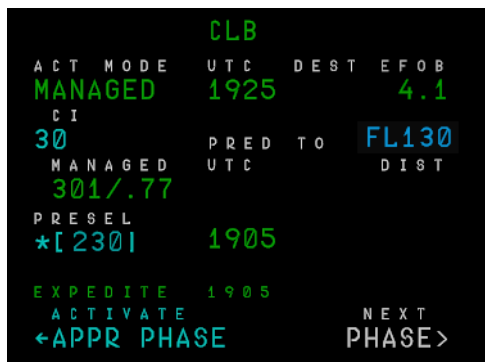 CLB
ACT MODE UTC DEST EFOB
MANAGED 1925 4.1
CI
30 PRED TO FL130
MANAGED UTC DIST
301/.77
PRESEL
*[230] 1905
EXPEDITE 1905
ACTIVATE NEXT
←APPR PHASE PHASE>